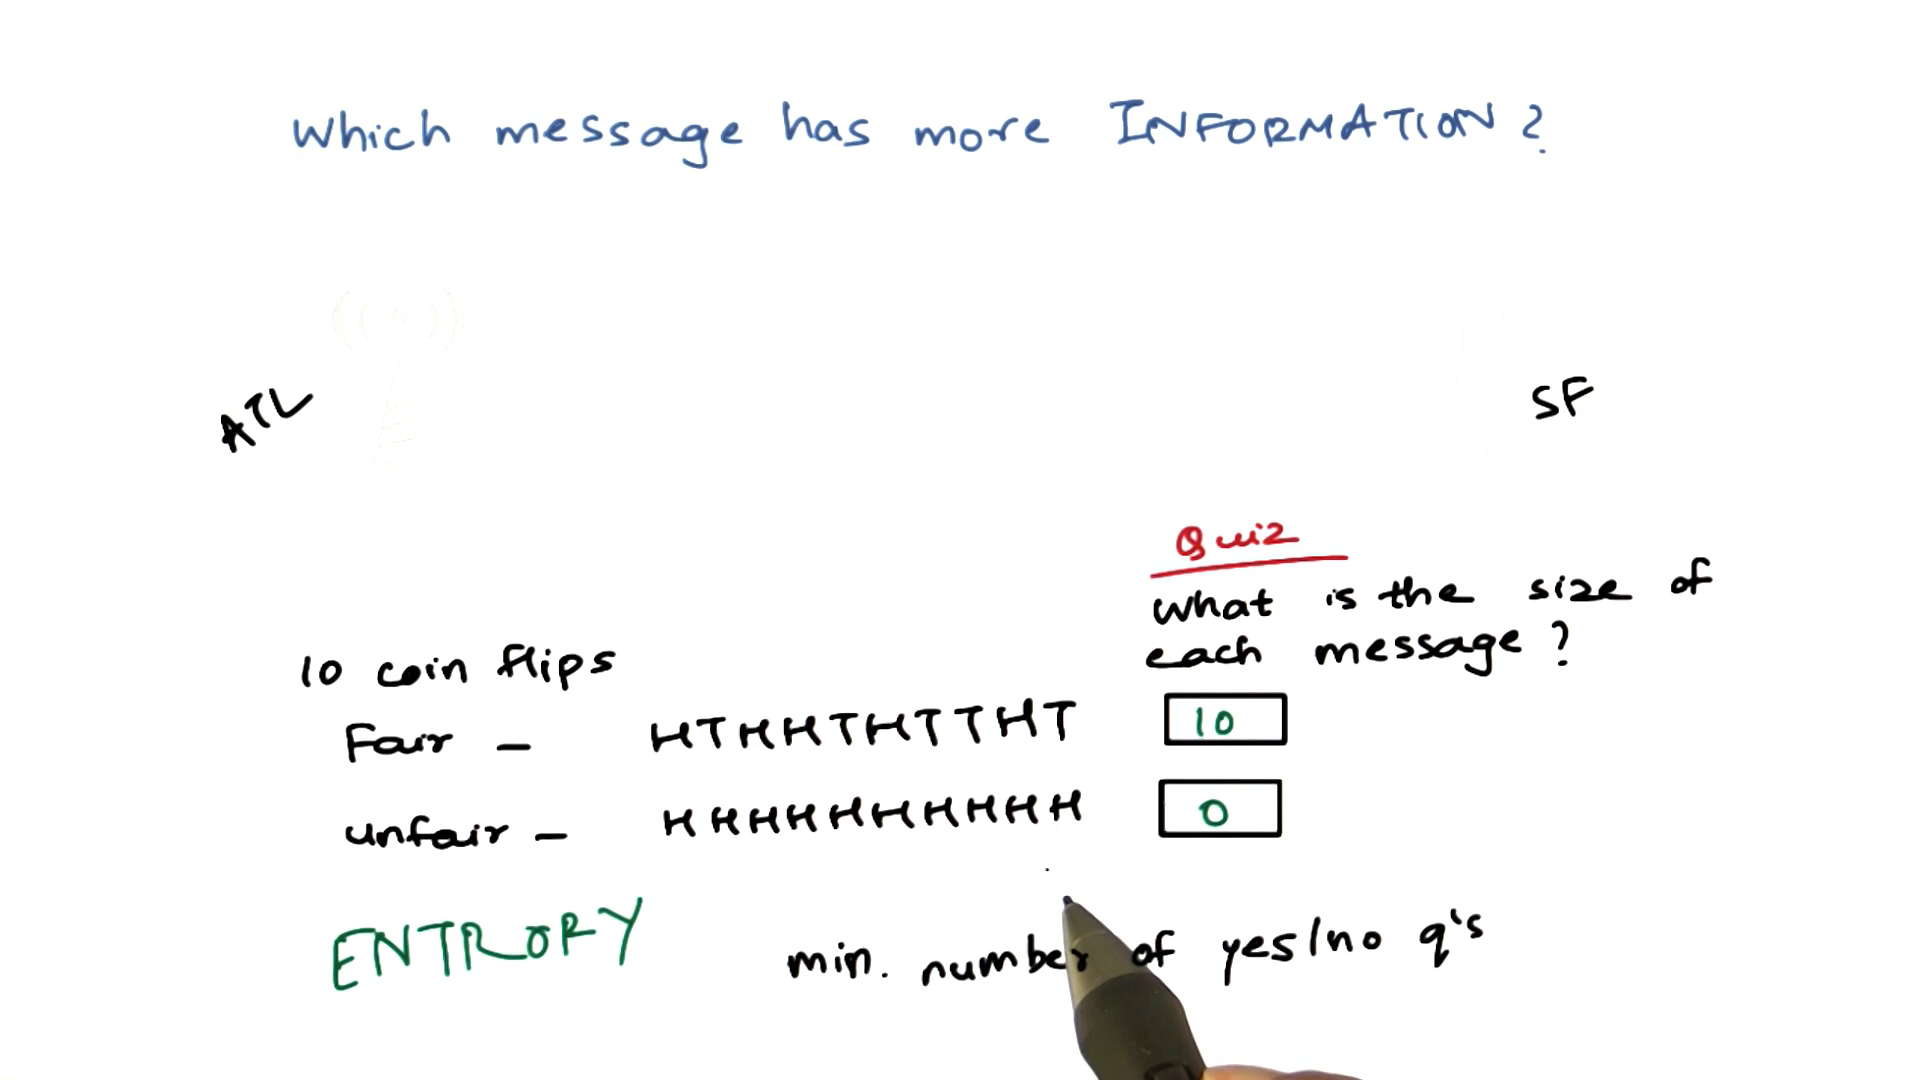 Which message has more INFORMATION?
ATL
SF
Quiz
What is the size of
each message?
10 coin flips
Fair - HTHHTHTTHT 10
unfair - HHHHHHHHHH 0
ENTRORY
min. number of yes/no q's